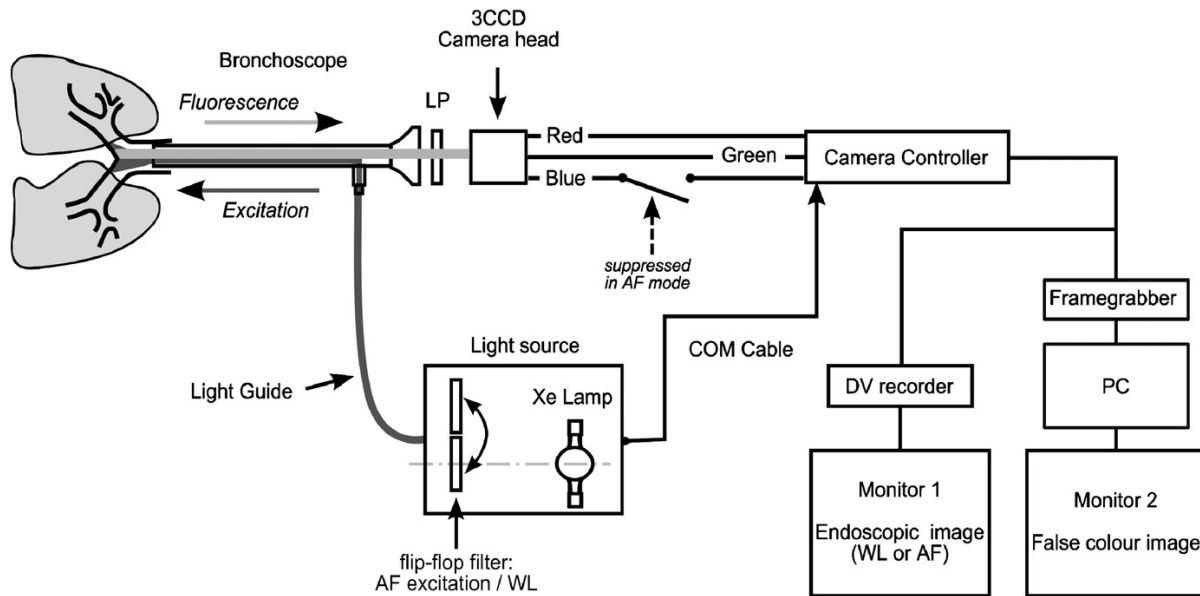 3CCD
Camera head
Bronchoscope
Fluorescence
LP
Red
Green
Blue
Camera Controller
Excitation
suppressed
in AF mode
Framegrabber
Light source
COM Cable
Light Guide
Xe Lamp
DV recorder
PC
Monitor 1
Endoscopic image
(WL or AF)
Monitor 2
False colour image
flip-flop filter:
AF excitation / WL